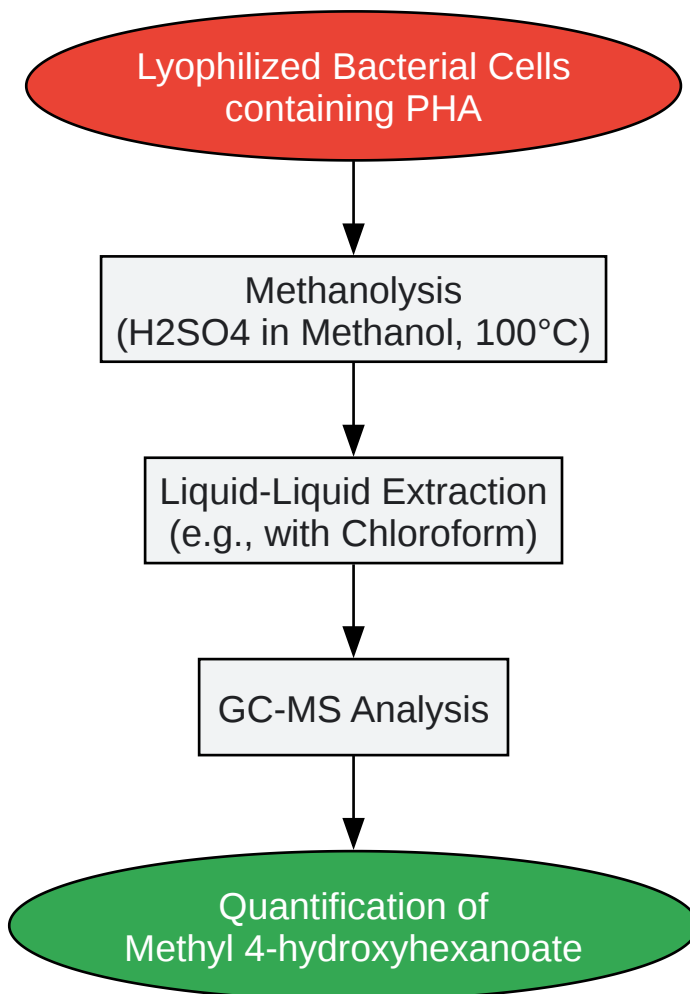 Lyophilized Bacterial Cells
containing PHA
Methanolysis
(H2SO4 in Methanol, 100°C)
Liquid-Liquid Extraction
(e.g., with Chloroform)
GC-MS Analysis
Quantification of
Methyl 4-hydroxyhexanoate